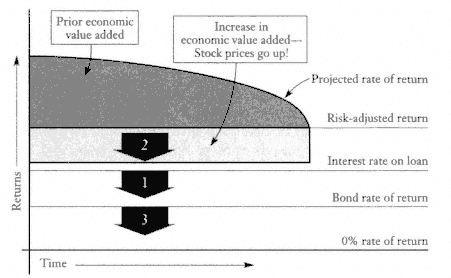 Prior economic
value added
Increase in
economic value added—
Stock prices go up!
Projected rate of return
Risk-adjusted return
2
Interest rate on loan
1
Bond rate of return
3
0% rate of return
Returns
Time